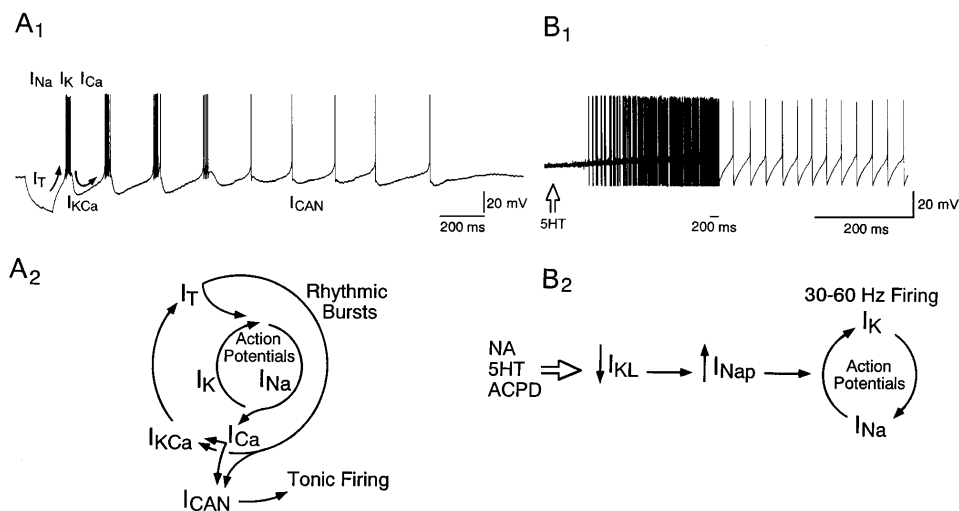 A1
INa IK ICa
IT
IKCa
ICAN
20 mV
200 ms
B1
5HT
200 ms
20 mV
200 ms
A2
IT
Rhythmic
Bursts
Action
Potentials
IK
INa
IKCa
ICa
ICAN
Tonic Firing
B2
NA
5HT
ACPD
IKL
INap
30-60 Hz Firing
IK
Action
Potentials
INa